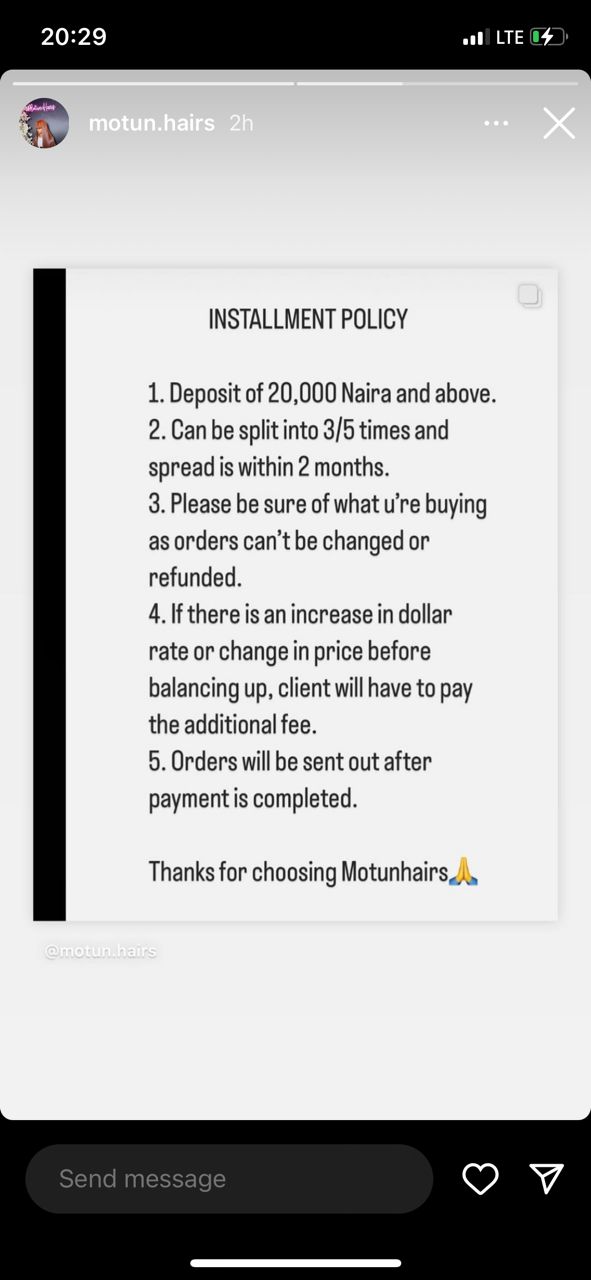 20:29
LTE
motun.hairs 2h
INSTALLMENT POLICY
1. Deposit of 20,000 Naira and above.
2. Can be split into 3/5 times and
spread is within 2 months.
3. Please be sure of what u're buying
as orders can't be changed or
refunded.
4. If there is an increase in dollar
rate or change in price before
balancing up, client will have to pay
the additional fee.
5. Orders will be sent out after
payment is completed.
Thanks for choosing Motunhairs🙏
@motun.hairs
Send message